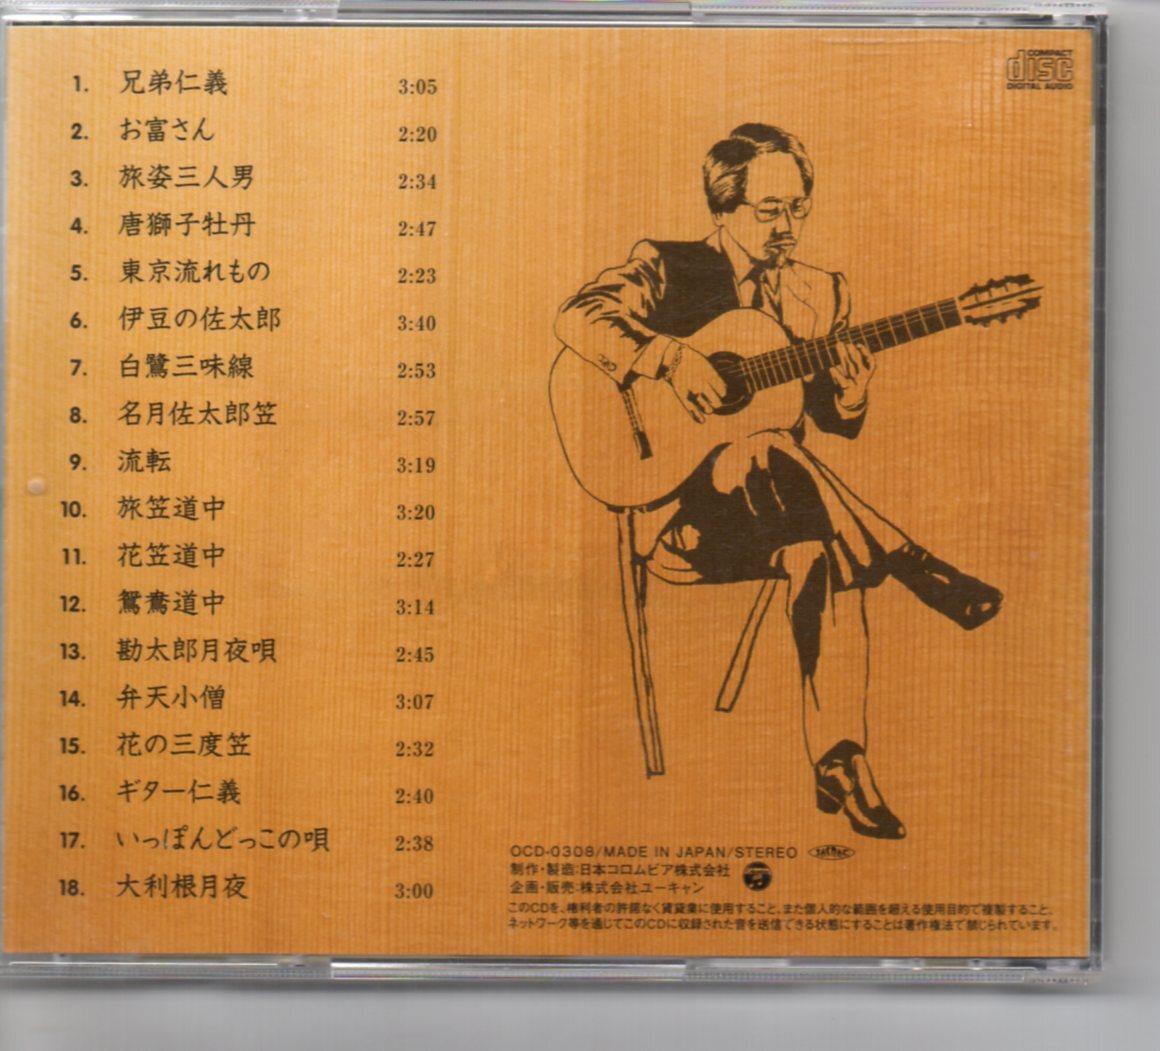 COMPACT
disc
DIGITAL AUDIO
1. 兄弟仁義 3:05
2. お富さん 2:20
3. 旅姿三人男 2:34
4. 唐獅子牡丹 2:47
5. 東京流れもの 2:23
6. 伊豆の佐太郎 3:40
7. 白鷺三味線 2:53
8. 名月佐太郎笠 2:57
9. 流転 3:19
10. 旅笠道中 3:20
11. 花笠道中 2:27
12. 鴛鴦道中 3:14
13. 勘太郎月夜唄 2:45
14. 弁天小僧 3:07
15. 花の三度笠 2:32
16. ギター仁義 2:40
17. いっぽんどっこの唄 2:38
18. 大利根月夜 3:00
OCD-0308/MADE IN JAPAN/STEREO JASRAC
制作・製造:日本コロムビア株式会社
企画・販売:株式会社ユーキャン
このCDを、権利者の許諾なく賃貸業に使用すること、また個人的な範囲を超える使用目的で複製すること、
ネットワーク等を通じてこのCDに収録された音を送信できる状態にすることは著作権法で禁じられています。